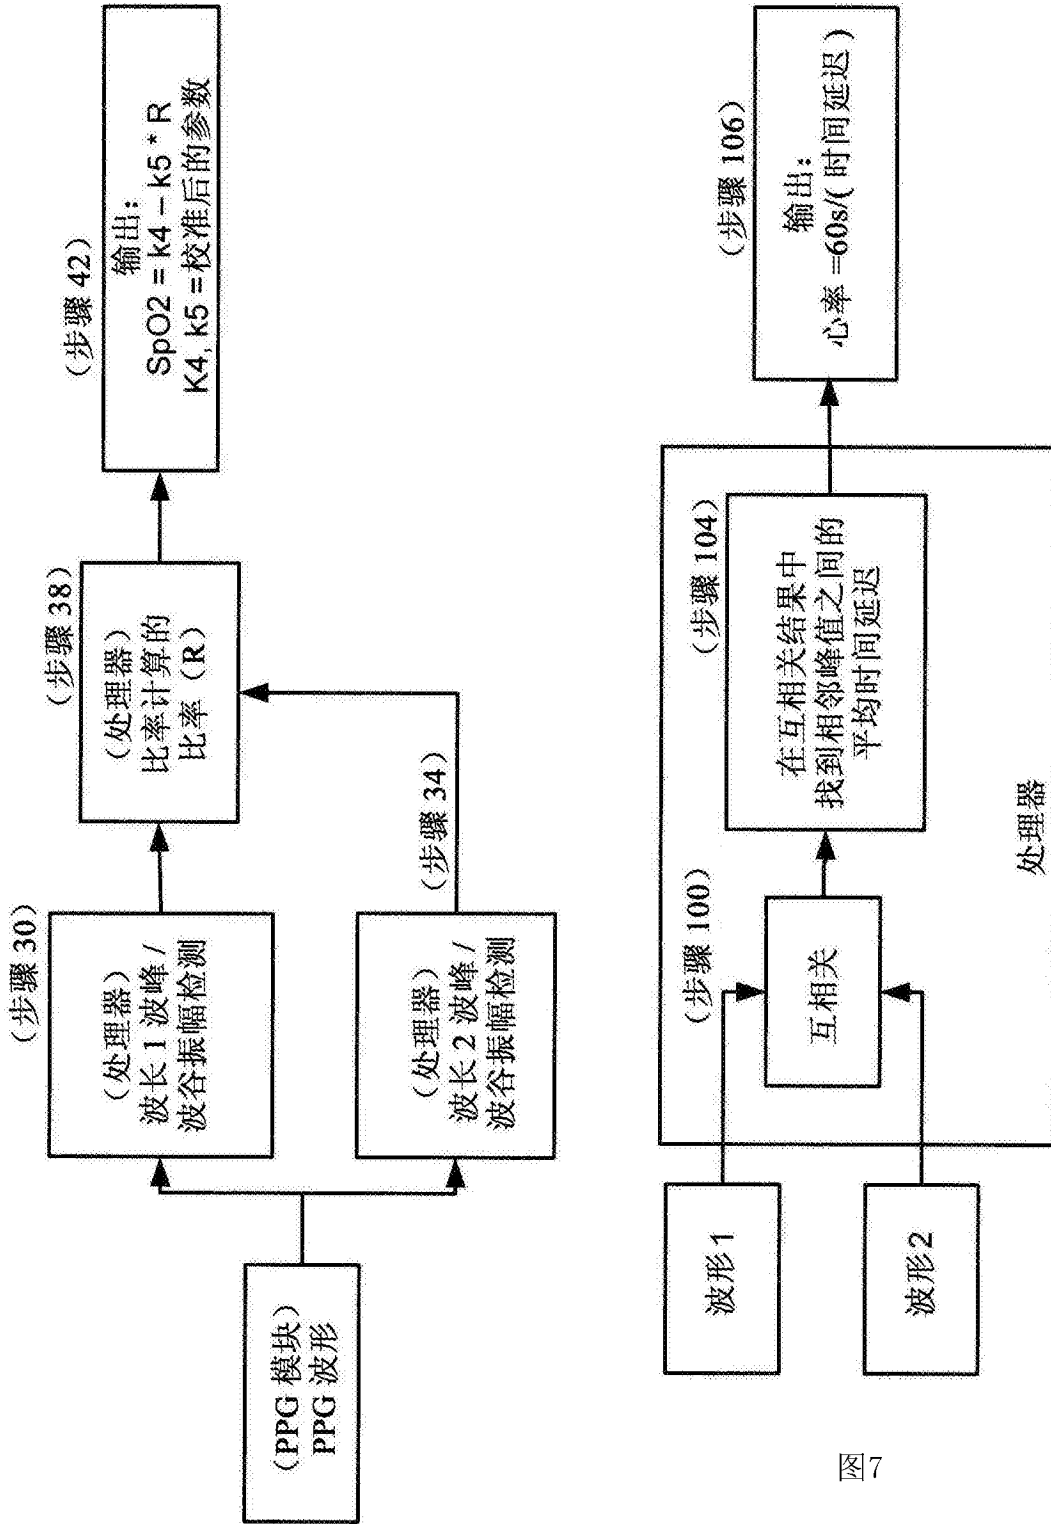 （PPG 模块）
PPG 波形
（步骤 30）
（处理器）
波长 1 波峰 /
波谷振幅检测
（处理器）
波长 2 波峰 /
波谷振幅检测
（步骤 34）
（步骤 38）
（处理器）
比率计算的
比率（R）
（步骤 42）
输出：
SpO2 = k4 – k5 * R
K4, k5 =校准后的参数
波形 1
波形 2
（步骤 100）
互相关
（步骤 104）
在互相关结果中
找到相邻峰值之间的
平均时间延迟
处理器
（步骤 106）
输出：
心率 =60s/( 时间延迟）
图7